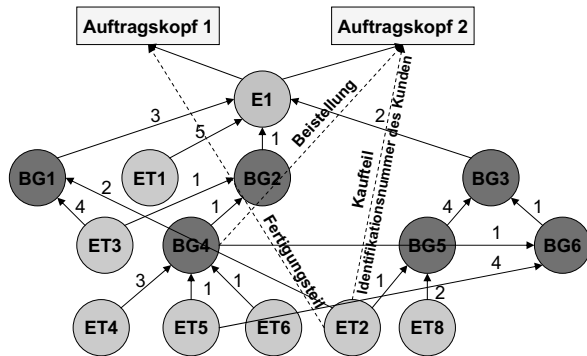 Auftragskopf 1
Auftragskopf 2
E1
3
5
1
2
Beistellung
BG1
ET1
1
BG2
BG3
2
Kaufteil
Identifikationsnummer des Kunden
4
1
4
1
ET3
BG4
Fertigungsteil
BG5
1
BG6
3
1
1
1
2
4
ET4
ET5
ET6
ET2
ET8